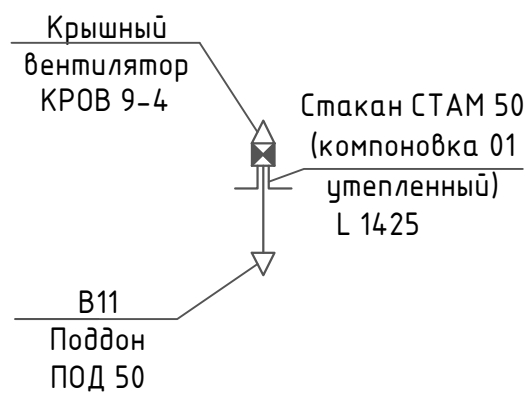 Крышный
вентилятор
КРОВ 9-4
Стакан СТАМ 50
(компоновка 01
утепленный)
L 1425
В11
Поддон
ПОД 50